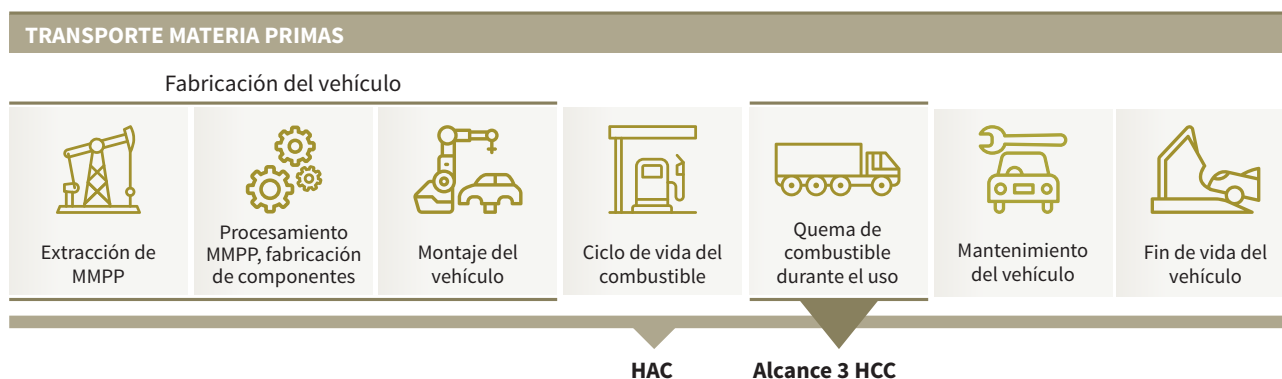 TRANSPORTE MATERIA PRIMAS
Fabricación del vehículo
Extracción de
MMPP
Procesamiento
MMPP, fabricación
de componentes
Montaje del
vehículo
Ciclo de vida del
combustible
Quema de
combustible
durante el uso
Mantenimiento
del vehículo
Fin de vida del
vehículo
HAC
Alcance 3 HCC